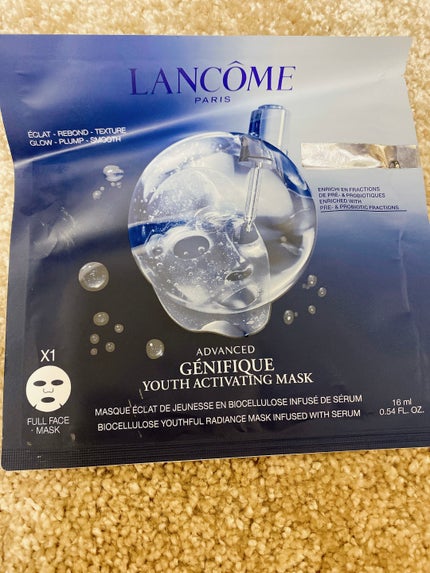 LANCÔME
PARIS
ÉCLAT - REBOND - TEXTURE
GLOW - PLUMP - SMOOTH
ENRICHI EN FRACTIONS
DE PRÉ- & PROBIOTIQUES
ENRICHED WITH
PRE- & PROBIOTIC FRACTIONS
ADVANCED
GÉNIFIQUE
YOUTH ACTIVATING MASK
X1
FULL FACE
MASK
MASQUE ÉCLAT DE JEUNESSE EN BIOCELLULOSE INFUSÉ DE SÉRUM
BIOCELLULOSE YOUTHFUL RADIANCE MASK INFUSED WITH SERUM
16 ml
0.54 FL. OZ.